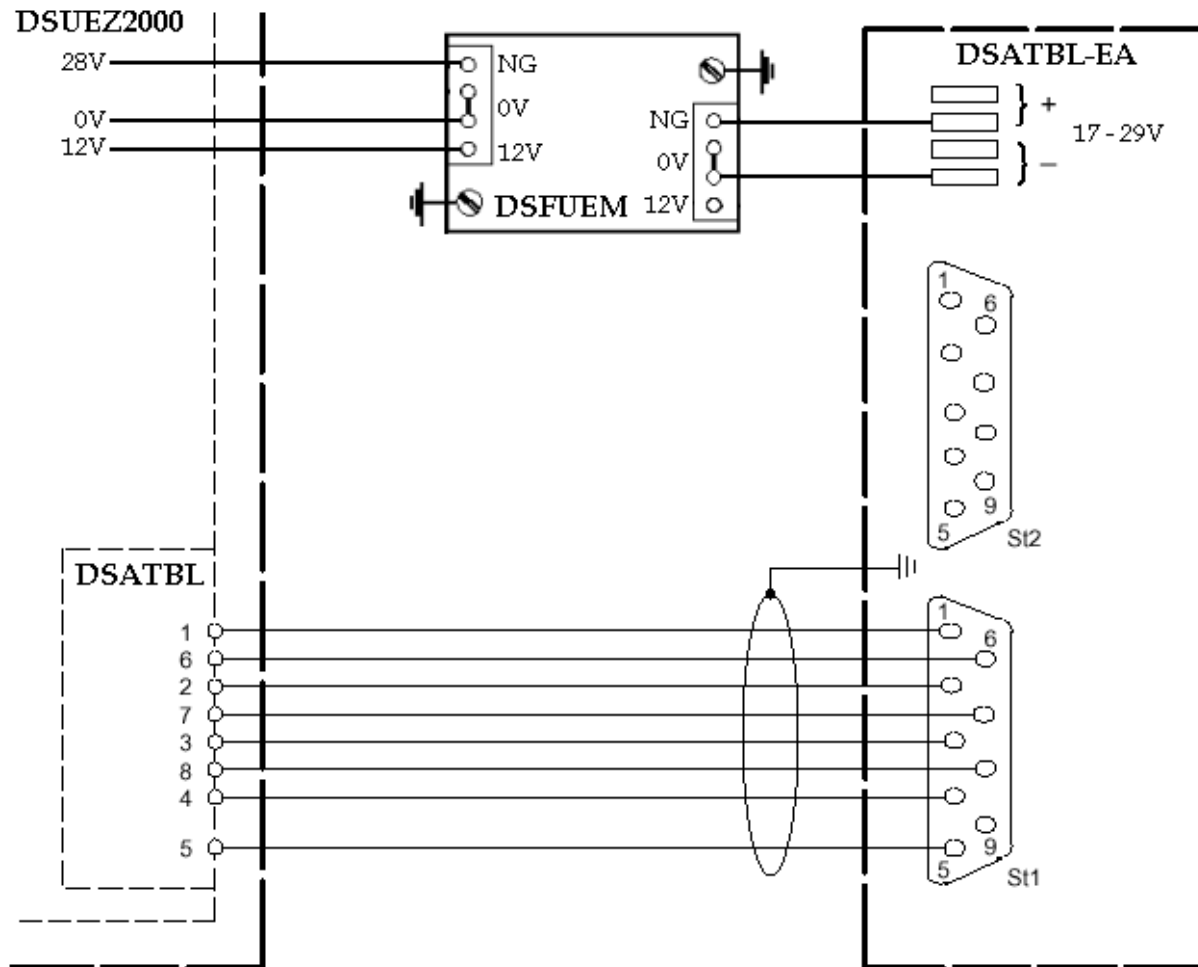 DSUEZ2000
28V
0V
12V
NG
0V
12V
DSFUEM
NG
0V
12V
DSATBL-EA
+
17-29V
–
1
6
5
9
St2
DSATBL
1
6
2
7
3
8
4
5
1
6
5
9
St1